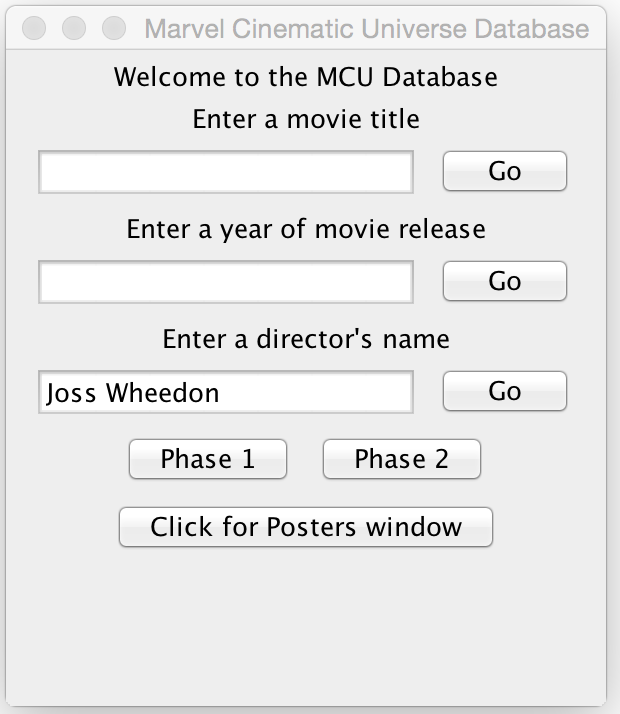 Marvel Cinematic Universe Database
Welcome to the MCU Database
Enter a movie title
Go
Enter a year of movie release
Go
Enter a director's name
Joss Wheedon Go
Phase 1 Phase 2
Click for Posters window